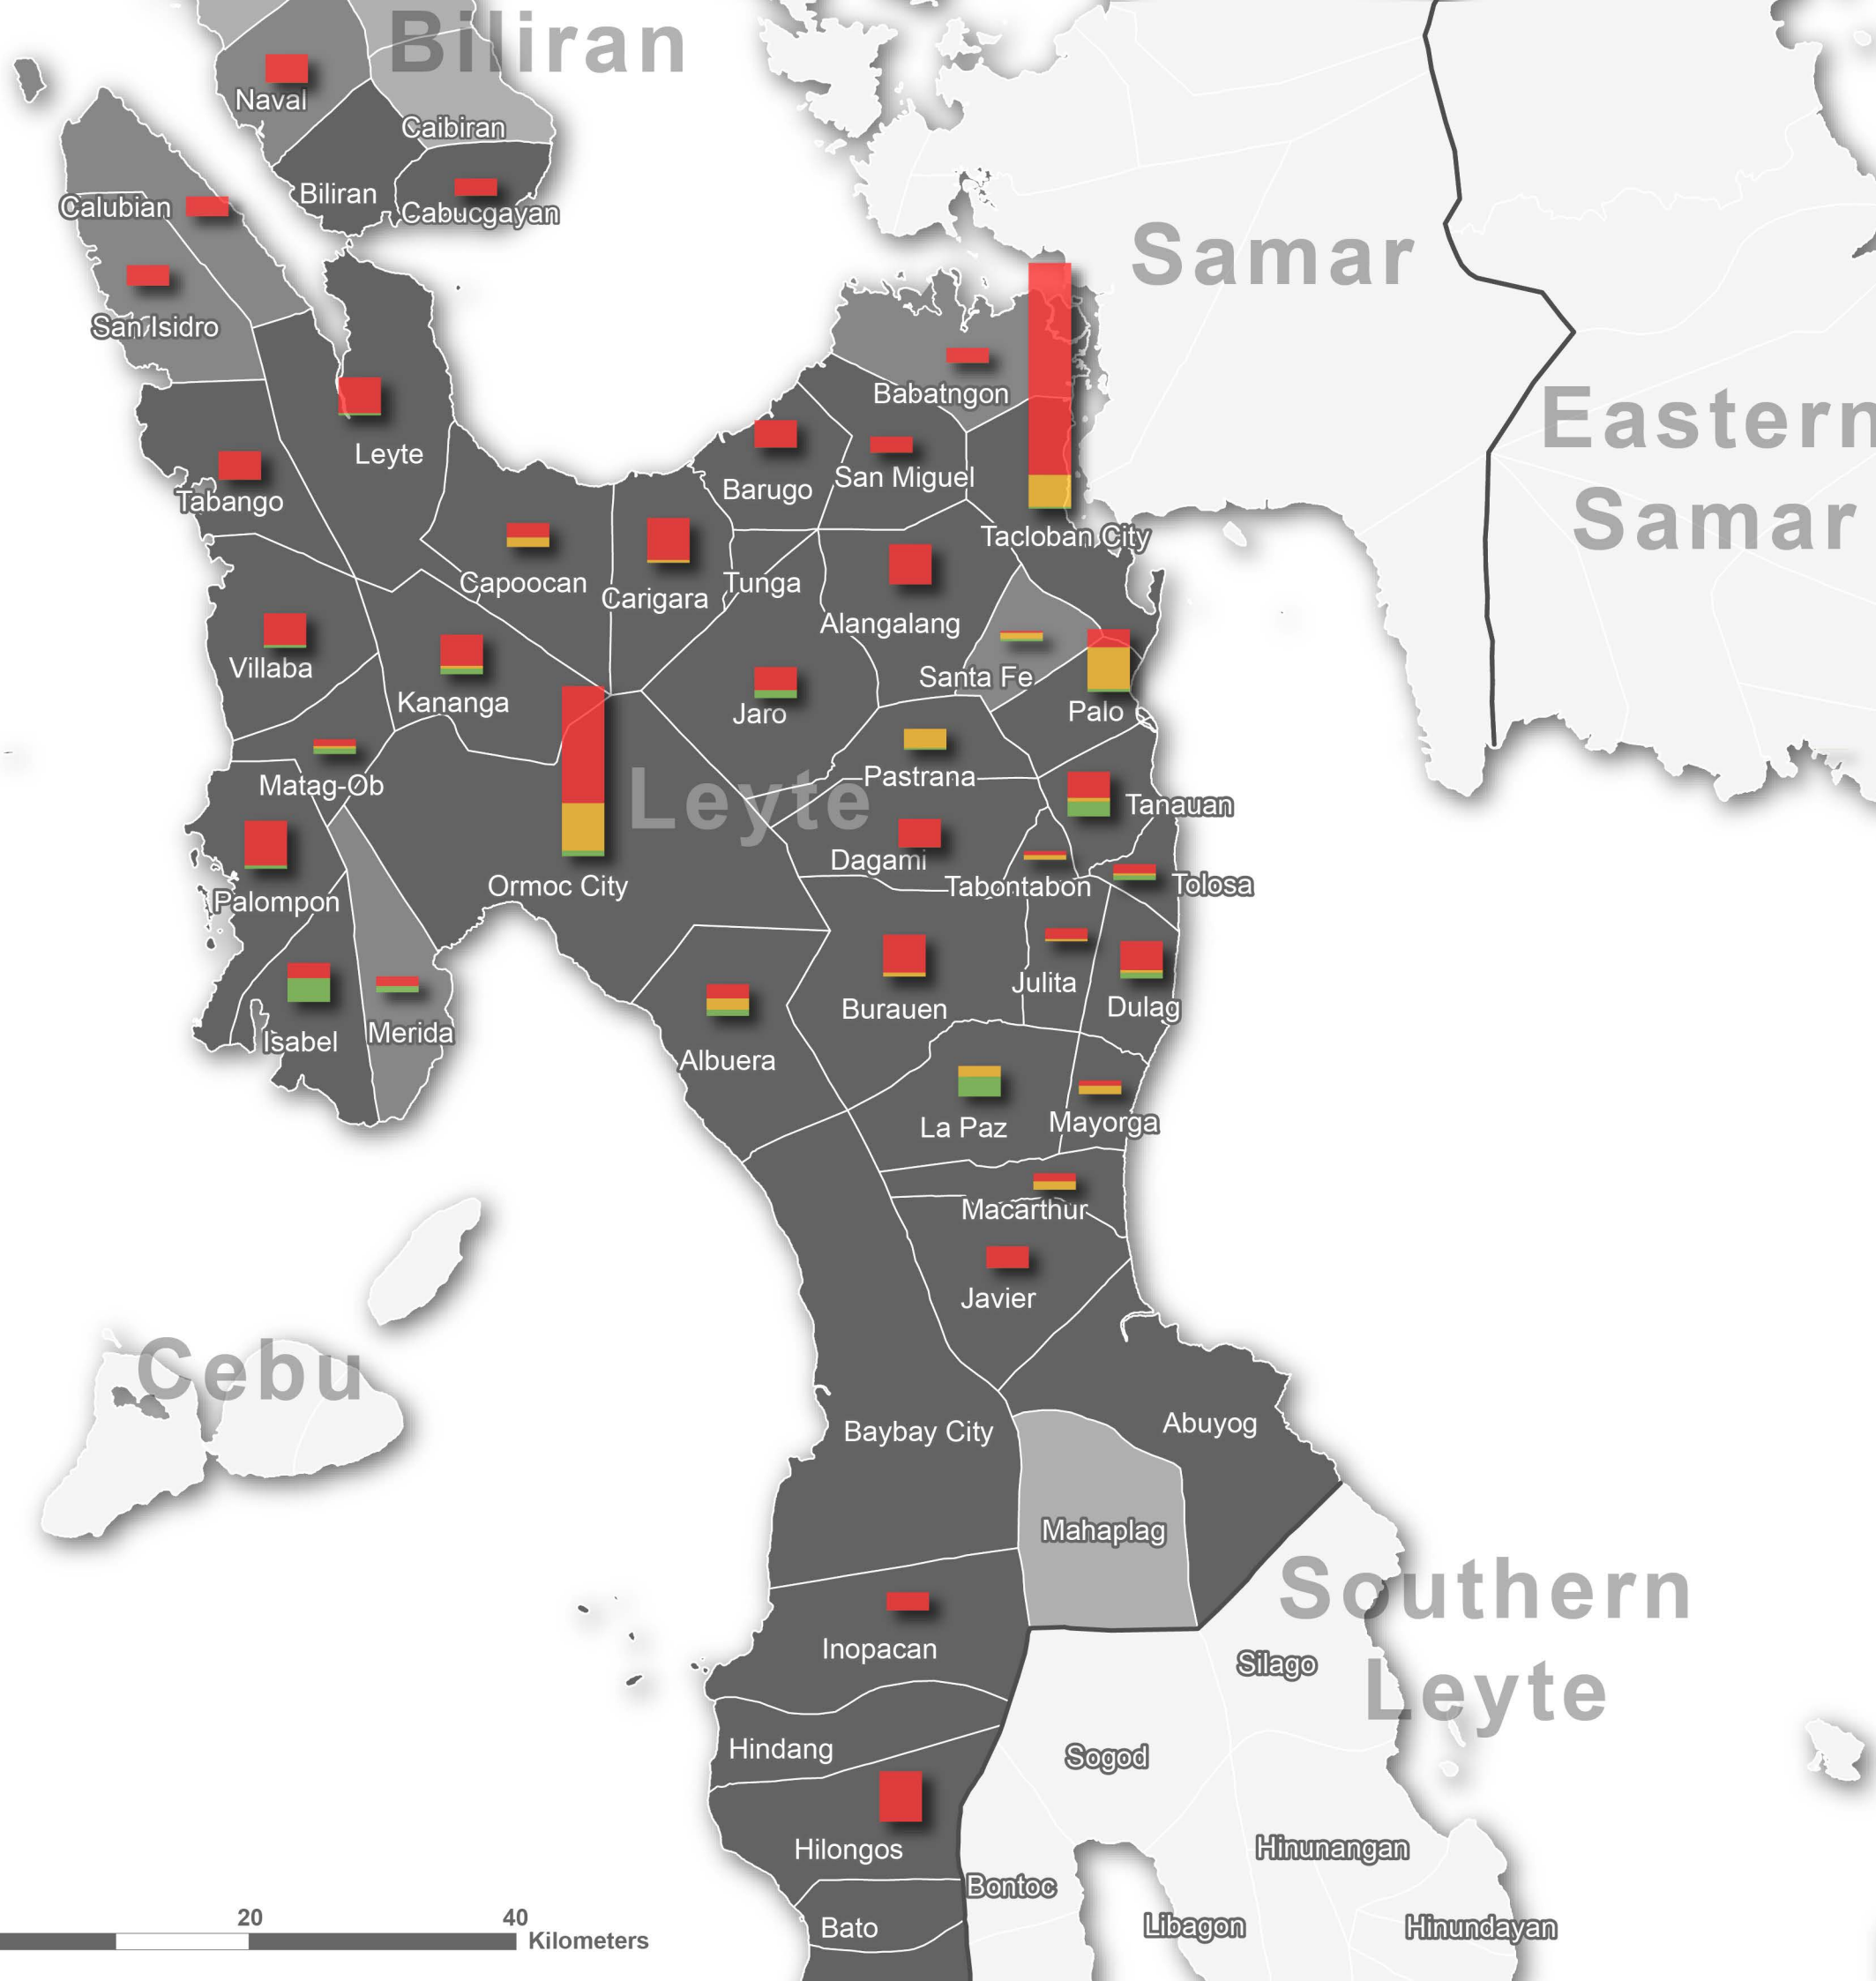 Biliran
Naval
Caibiran
Biliran
Cabucgayan
Calubian
San Isidro
Samar
Leyte
Babatngon
Eastern
Samar
Tabango
Barugo
San Miguel
Tacloban City
Capoocan
Carigara
Tunga
Alangalang
Villaba
Kananga
Jaro
Santa Fe
Palo
Matag-Ob
Leyte
Pastrana
Tanauan
Palompon
Ormoc City
Dagami
Tabontabon
Tolosa
Isabel
Merida
Albuera
Burauen
Julita
Dulag
La Paz
Mayorga
Macarthur
Javier
Cebu
Baybay City
Abuyog
Mahaplag
Southern
Leyte
Inopacan
Silago
Hindang
Sogod
Hilongos
Hinunangan
Bontoc
Bato
Libagon
Hinundayan
20
40
Kilometers